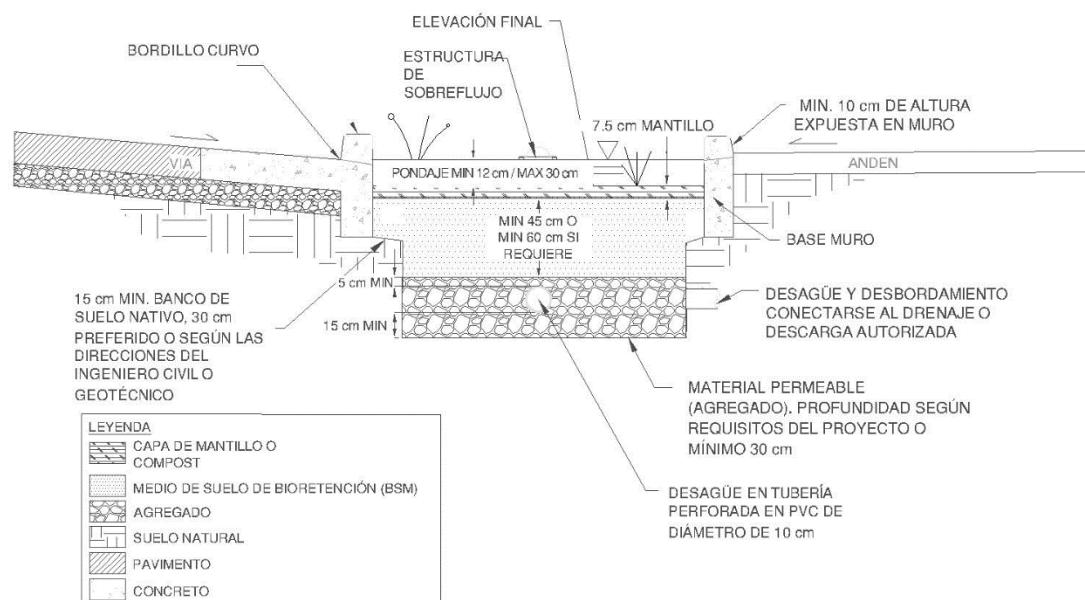 ELEVACIÓN FINAL
BORDILLO CURVO
ESTRUCTURA
DE
SOBREFLUJO
7.5 cm MANTILLO
MIN. 10 cm DE ALTURA
EXPUESTA EN MURO
VIA
PONDAJE MIN 12 cm / MAX 30 cm
ANDEN
MIN 45 cm O
MIN 60 cm SI
REQUIERE
BASE MURO
5 cm MIN
15 cm MIN
15 cm MIN. BANCO DE
SUELO NATIVO, 30 cm
PREFERIDO O SEGÚN LAS
DIRECCIONES DEL
INGENIERO CIVIL O
GEOTÉCNICO
DESAGÜE Y DESBORDAMIENTO
CONECTARSE AL DRENAJE O
DESCARGA AUTORIZADA
MATERIAL PERMEABLE
(AGREGADO). PROFUNDIDAD SEGÚN
REQUISITOS DEL PROYECTO O
MÍNIMO 30 cm
DESAGÜE EN TUBERÍA
PERFORADA EN PVC DE
DIÁMETRO DE 10 cm
LEYENDA
CAPA DE MANTILLO O
COMPOST
MEDIO DE SUELO DE BIORETENCIÓN (BSM)
AGREGADO
SUELO NATURAL
PAVIMENTO
CONCRETO